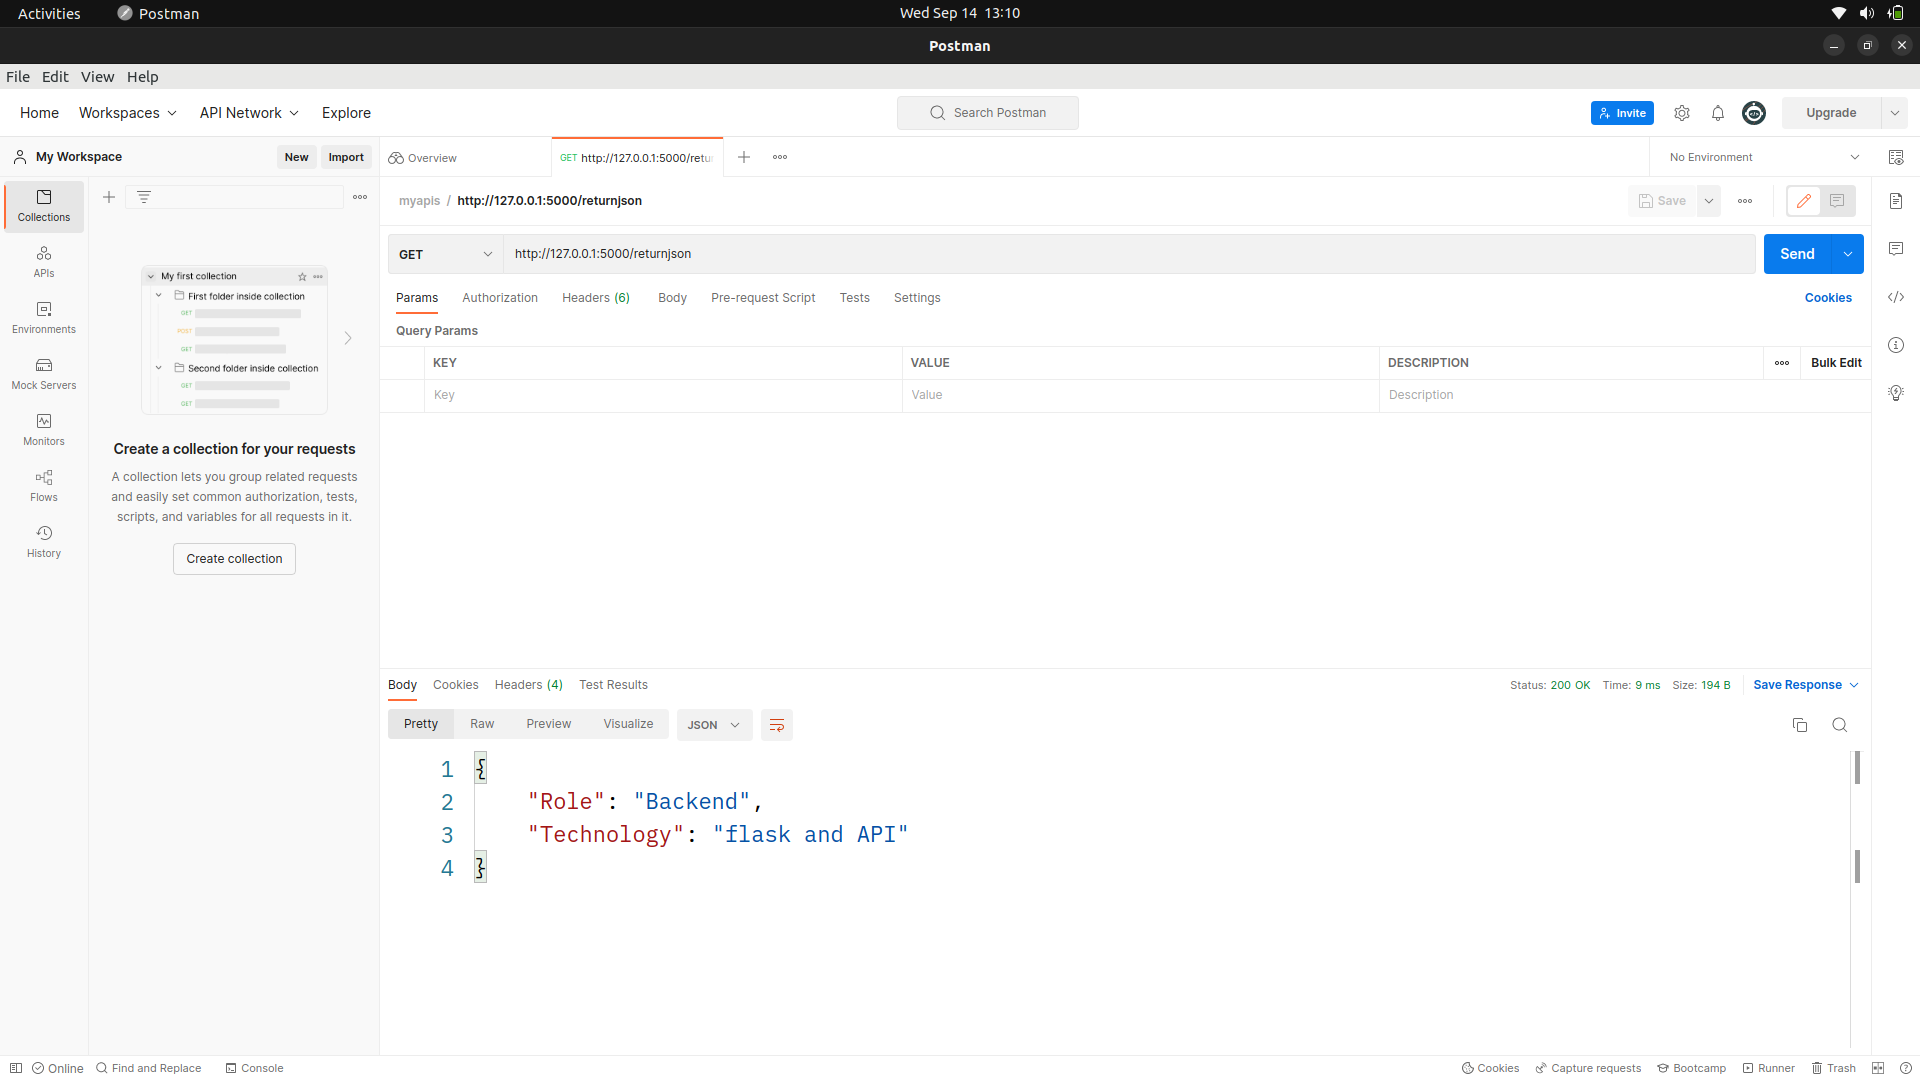 Activities Postman Wed Sep 14 13:10
Postman
File Edit View Help
Home Workspaces API Network Explore Search Postman Invite Upgrade
My Workspace New Import Overview GET http://127.0.0.1:5000/retu No Environment
Collections
APIs
Environments
Mock Servers
Monitors
Flows
History
My first collection
First folder inside collection
GET
POST
GET
Second folder inside collection
GET
GET
Create a collection for your requests
A collection lets you group related requests
and easily set common authorization, tests,
scripts, and variables for all requests in it.
Create collection
myapis / http://127.0.0.1:5000/returnjson Save
GET http://127.0.0.1:5000/returnjson Send
Params Authorization Headers (6) Body Pre-request Script Tests Settings Cookies
Query Params
KEY VALUE DESCRIPTION Bulk Edit
Key Value Description
Body Cookies Headers (4) Test Results Status: 200 OK Time: 9 ms Size: 194 B Save Response
Pretty Raw Preview Visualize JSON
1 {
2 "Role": "Backend",
3 "Technology": "flask and API"
4 }
Online Find and Replace Console Cookies Capture requests Bootcamp Runner Trash